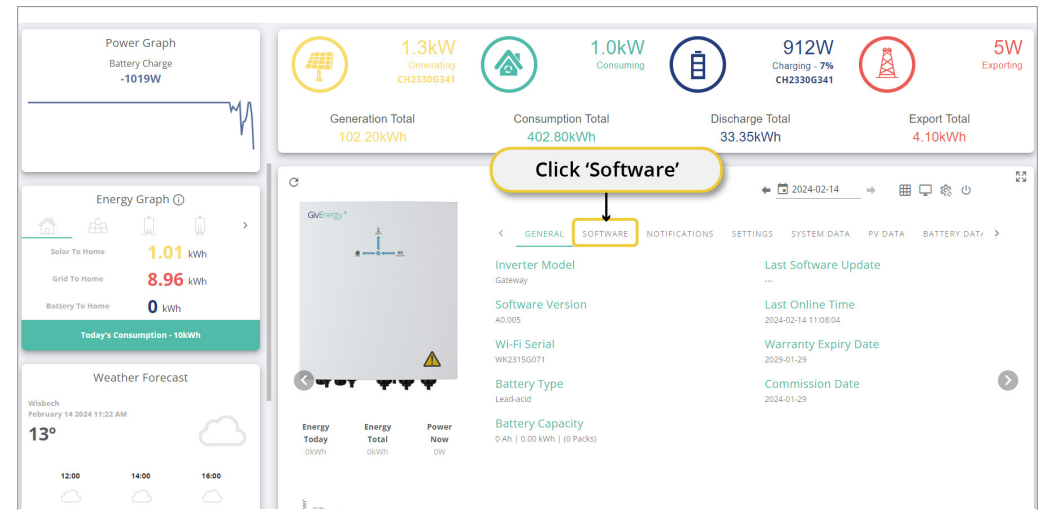 Power Graph
Battery Charge
-1019W
1.3kW
Generating
CH2330G341
Generation Total
102.20kWh
1.0kW
Consuming
Consumption Total
402.80kWh
912W
Charging - 7%
CH2330G341
Discharge Total
33.35kWh
5W
Exporting
Export Total
4.10kWh
Energy Graph
Solar To Home 1.01 kWh
Grid To Home 8.96 kWh
Battery To Home 0 kWh
Today's Consumption - 10kWh
Weather Forecast
Wisbech
February 14 2024 11:22 AM
13°
12:00 14:00 16:00
Click ‘Software’
2024-02-14
GivEnergy
GENERAL SOFTWARE NOTIFICATIONS SETTINGS SYSTEM DATA PV DATA BATTERY DATA
Inverter Model
Gateway
Software Version
A0.005
Wi-Fi Serial
WK2315G071
Battery Type
Lead-acid
Battery Capacity
0 Ah | 0.00 kWh | (0 Packs)
Last Software Update
---
Last Online Time
2024-02-14 11:08:04
Warranty Expiry Date
2029-01-29
Commission Date
2024-01-29
Energy Today
0kWh
Energy Total
0kWh
Power Now
0W